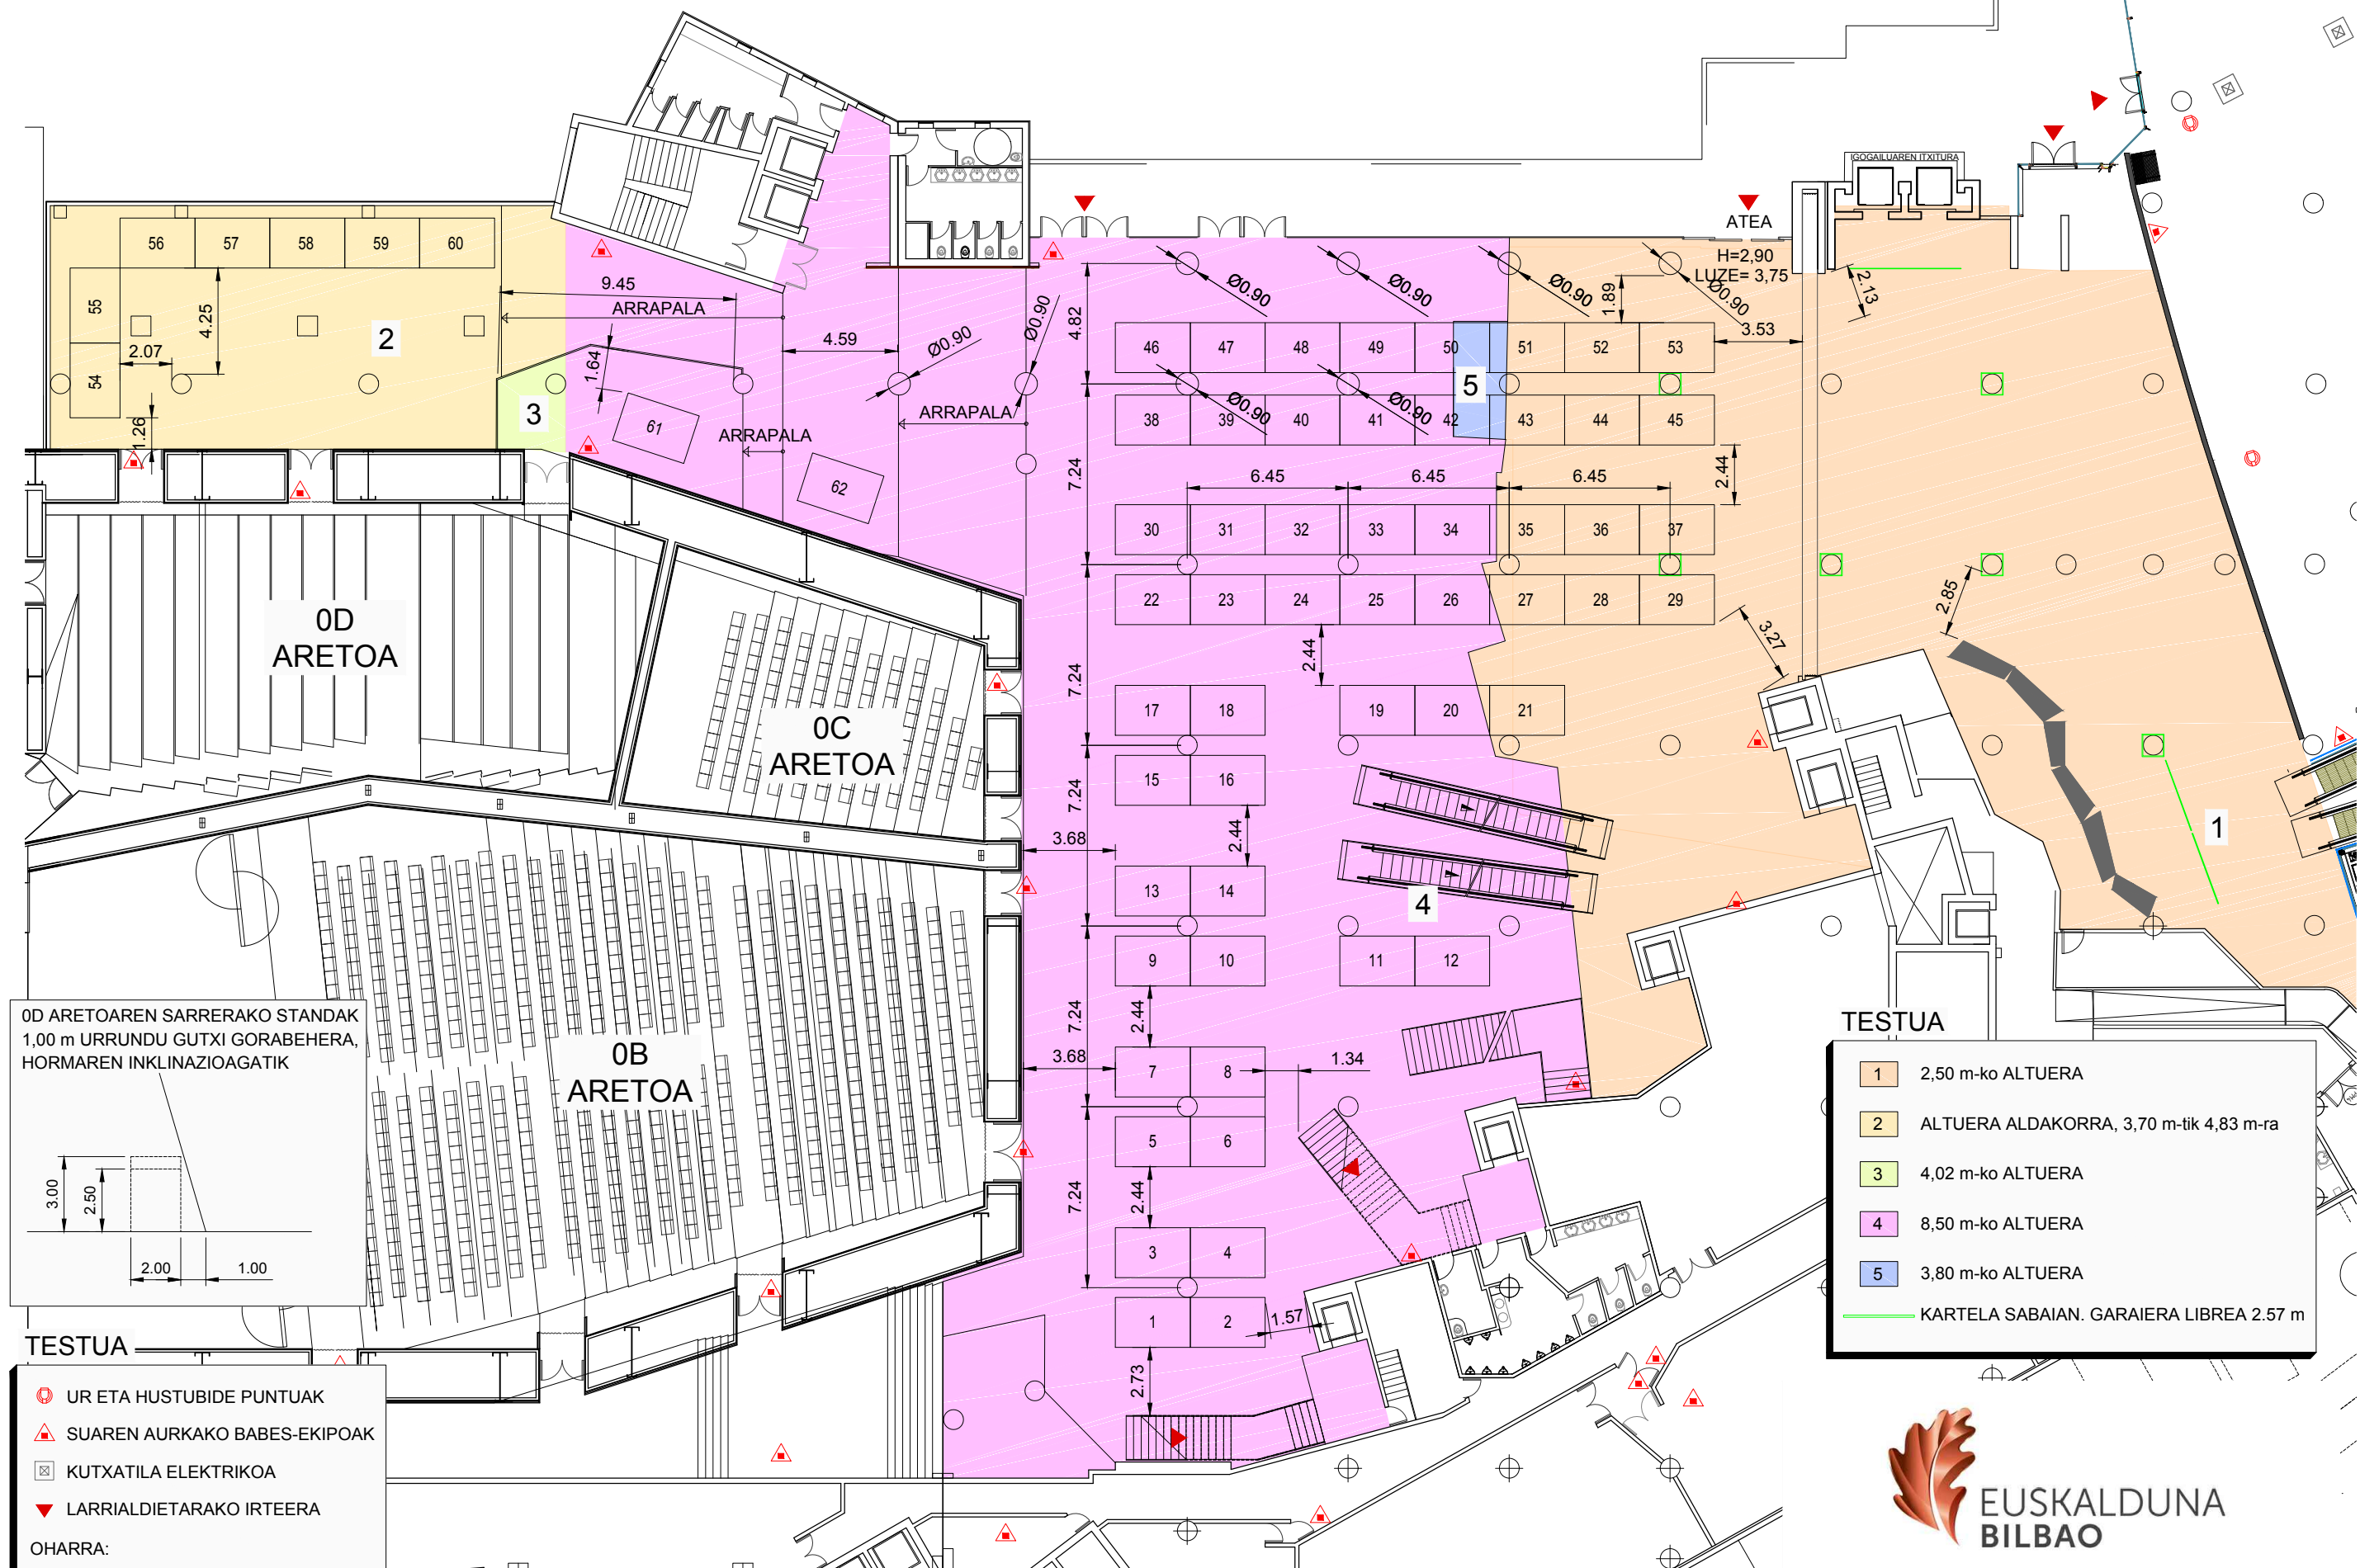 IGOGAILUAREN ITXITURA
ATEA
H=2,90
LUZE= 3,75
56 57 58 59 60
55
54
4.25
2.07
1.26
2
3
9.45
ARRAPALA
1.64
4.59
Ø0.90
Ø0.90
ARRAPALA
ARRAPALA
61
62
4.82
Ø0.90
Ø0.90
Ø0.90
Ø0.90
1.89
2.13
3.53
46 47 48 49 50 51 52 53
5
Ø0.90
Ø0.90
38 39 40 41 42 43 44 45
7.24
6.45
6.45
6.45
2.44
30 31 32 33 34 35 36 37
22 23 24 25 26 27 28 29
2.85
3.27
7.24
2.44
17 18 19 20 21
15 16
7.24
3.68
2.44
13 14
4
1
9 10 11 12
7.24
2.44
3.68
7 8
1.34
5 6
7.24
2.44
3 4
1 2
1.57
2.73
0D
ARETOA
0C
ARETOA
0B
ARETOA
0D ARETOAREN SARRERAKO STANDAK
1,00 m URRUNDU GUTXI GORABEHERA,
HORMAREN INKLINAZIOAGATIK
3.00
2.50
2.00
1.00
TESTUA
UR ETA HUSTUBIDE PUNTUAK
SUAREN AURKAKO BABES-EKIPOAK
KUTXATILA ELEKTRIKOA
LARRIALDIETARAKO IRTEERA
OHARRA:
TESTUA
1 2,50 m-ko ALTUERA
2 ALTUERA ALDAKORRA, 3,70 m-tik 4,83 m-ra
3 4,02 m-ko ALTUERA
4 8,50 m-ko ALTUERA
5 3,80 m-ko ALTUERA
KARTELA SABAIAN. GARAIERA LIBREA 2.57 m
EUSKALDUNA
BILBAO